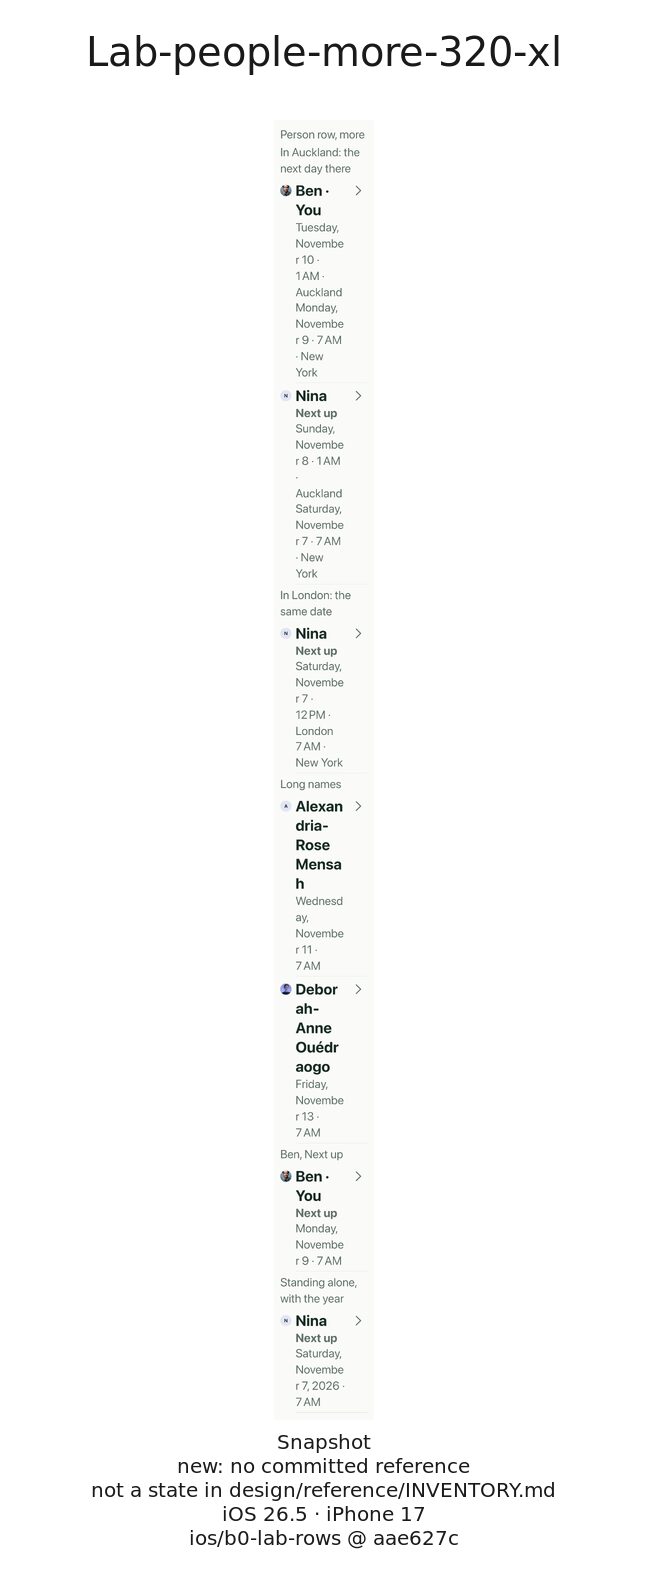 Lab-people-more-320-xl
Person row, more
In Auckland: the
next day there
Ben ·
You
Tuesday,
Novembe
r 10 ·
1 AM ·
Auckland
Monday,
Novembe
r 9 · 7 AM
· New
York
N
Nina
Next up
Sunday,
Novembe
r 8 · 1 AM
·
Auckland
Saturday,
Novembe
r 7 · 7 AM
· New
York
In London: the
same date
N
Nina
Next up
Saturday,
Novembe
r 7 ·
12 PM ·
London
7 AM ·
New York
Long names
A
Alexan
dria-
Rose
Mensa
h
Wednesd
ay,
Novembe
r 11 ·
7 AM
Debor
ah-
Anne
Ouédr
aogo
Friday,
Novembe
r 13 ·
7 AM
Ben, Next up
Ben ·
You
Next up
Monday,
Novembe
r 9 · 7 AM
Standing alone,
with the year
N
Nina
Next up
Saturday,
Novembe
r 7, 2026 ·
7 AM
Snapshot
new: no committed reference
not a state in design/reference/INVENTORY.md
iOS 26.5 · iPhone 17
ios/b0-lab-rows @ aae627c